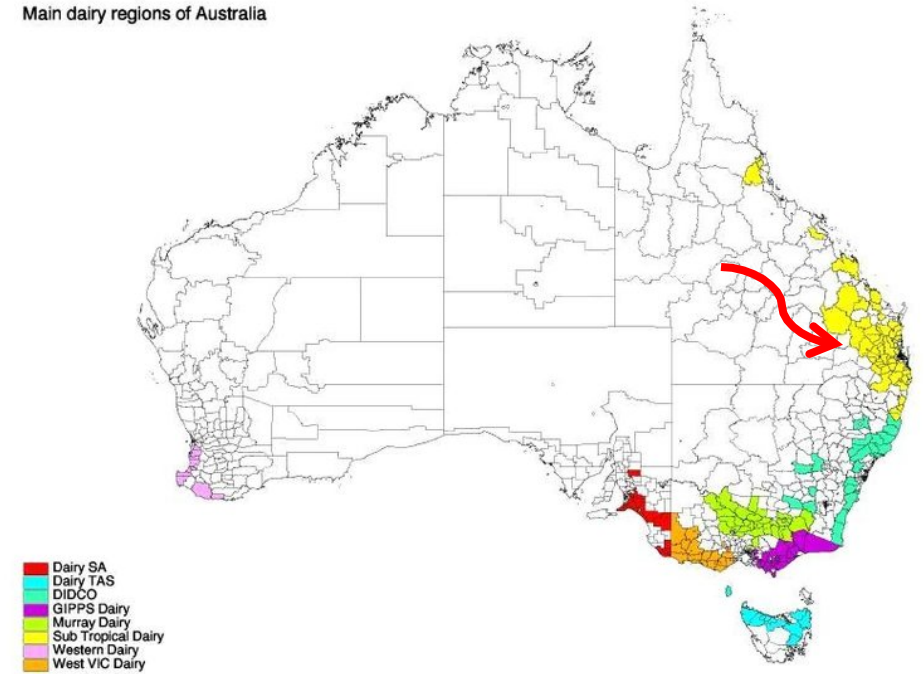 Main dairy regions of Australia
Dairy SA
Dairy TAS
DIDCO
GIPPS Dairy
Murray Dairy
Sub Tropical Dairy
Western Dairy
West VIC Dairy